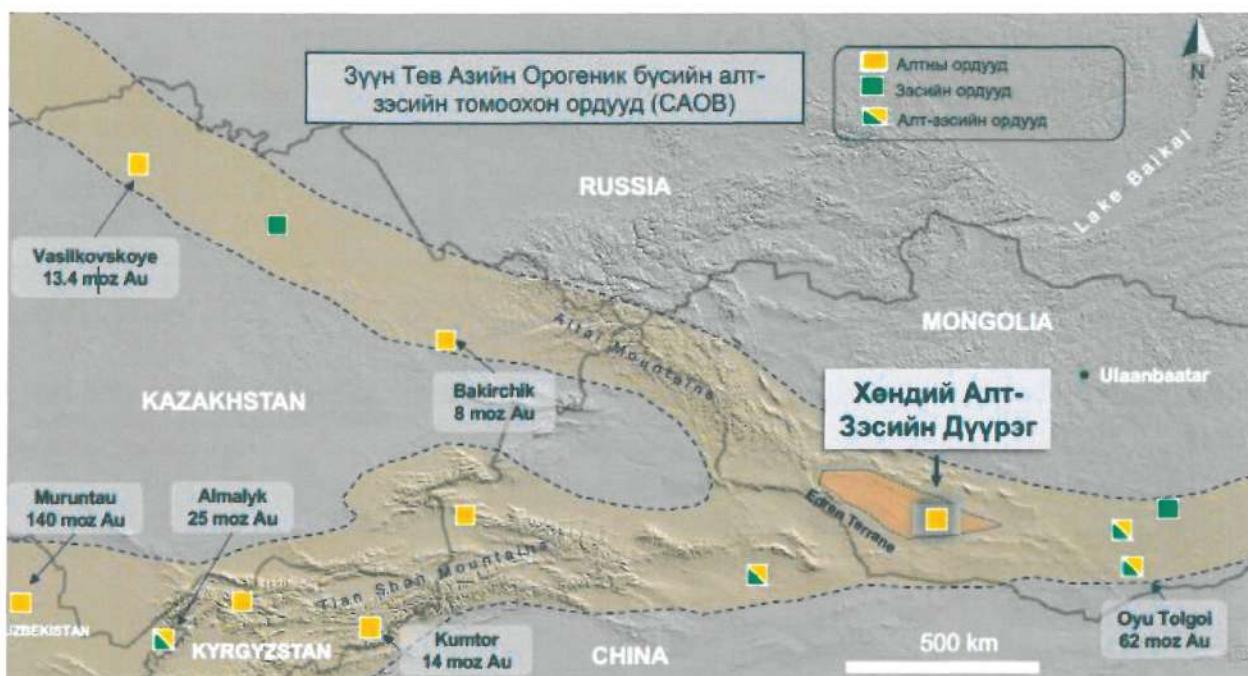 Зүүн Төв Азийн Орогеник бүсийн алт-
зэсийн томоохон ордууд (САОВ)
Алтны ордууд
Зэсийн ордууд
Алт-зэсийн ордууд
N
RUSSIA
Lake Baikal
Vasilkovskoye
13.4 moz Au
Altai Mountains
MONGOLIA
Ulaanbaatar
KAZAKHSTAN
Bakirchik
8 moz Au
Хөндий Алт-
Зэсийн Дүүрэг
Muruntau
140 moz Au
Almalyk
25 moz Au
Edren Terrane
Tian Shan Mountains
UZBEKISTAN
KYRGYZSTAN
Kumtor
14 moz Au
CHINA
500 km
Oyu Tolgoi
62 moz Au